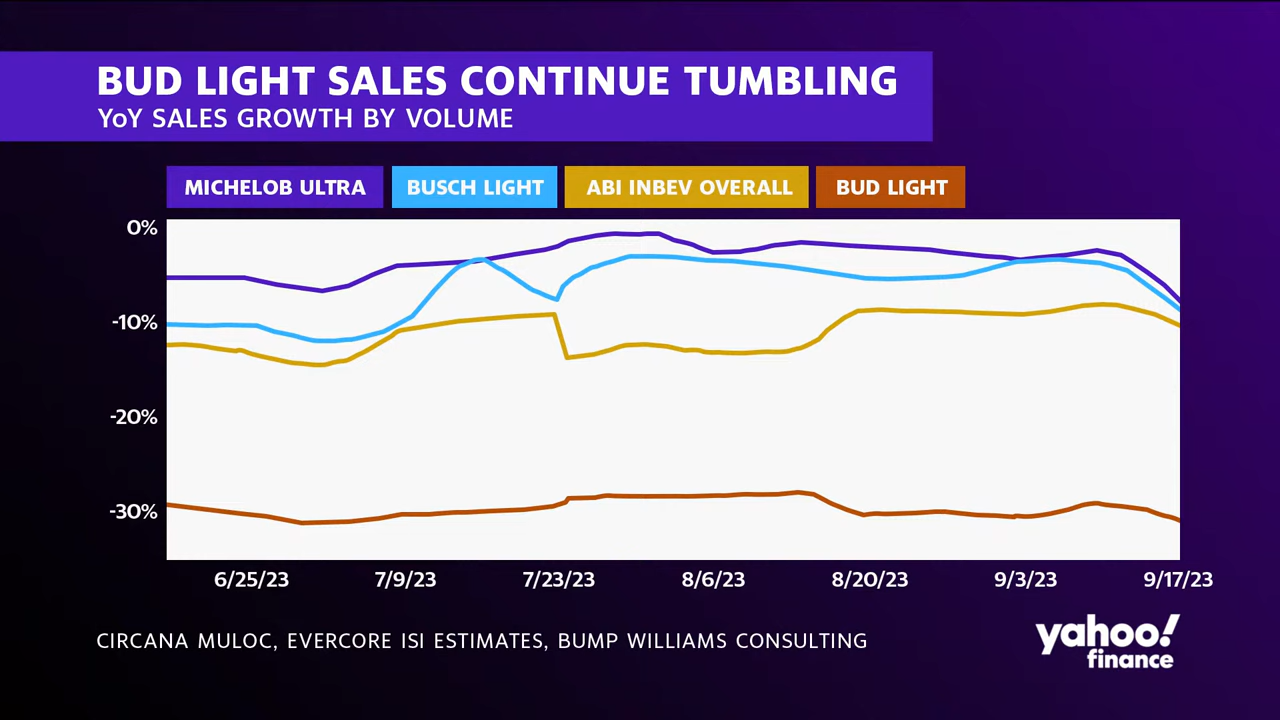 BUD LIGHT SALES CONTINUE TUMBLING
YoY SALES GROWTH BY VOLUME
MICHELOB ULTRA BUSCH LIGHT ABI INBEV OVERALL BUD LIGHT
0%
-10%
-20%
-30%
6/25/23 7/9/23 7/23/23 8/6/23 8/20/23 9/3/23 9/17/23
CIRCANA MULOC, EVERCORE ISI ESTIMATES, BUMP WILLIAMS CONSULTING
yahoo!
finance